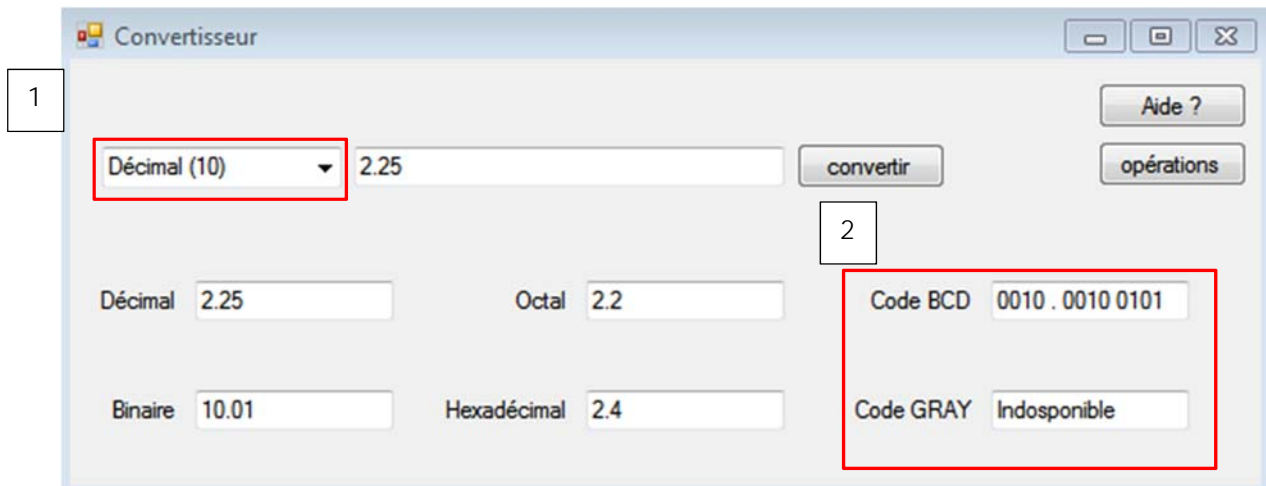 Convertisseur
1
Aide ?
Décimal (10) 2.25 convertir opérations
2
Décimal 2.25 Octal 2.2 Code BCD 0010 . 0010 0101
Binaire 10.01 Hexadécimal 2.4 Code GRAY Indosponible